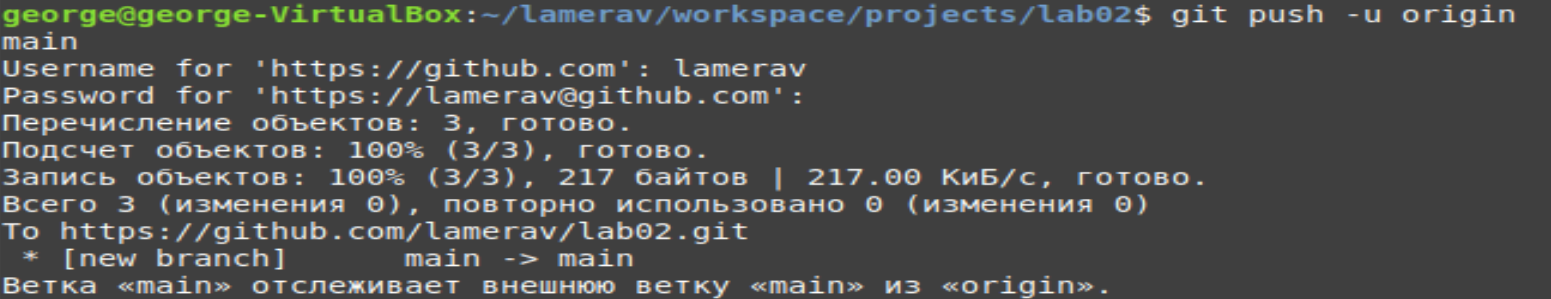 george@george-VirtualBox:~/lamerav/workspace/projects/lab02$ git push -u origin
main
Username for 'https://github.com': lamerav
Password for 'https://lamerav@github.com':
Перечисление объектов: 3, готово.
Подсчет объектов: 100% (3/3), готово.
Запись объектов: 100% (3/3), 217 байтов | 217.00 КиБ/с, готово.
Всего 3 (изменения 0), повторно использовано 0 (изменения 0)
To https://github.com/lamerav/lab02.git
 * [new branch]      main -> main
Ветка «main» отслеживает внешнюю ветку «main» из «origin».